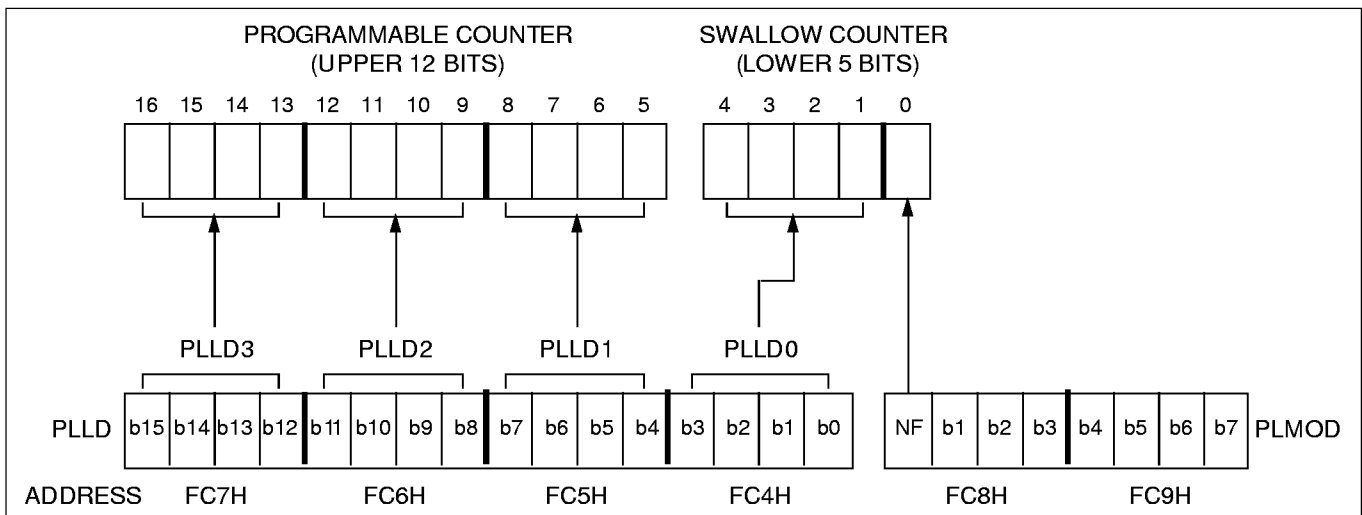 PROGRAMMABLE COUNTER
(UPPER 12 BITS)
SWALLOW COUNTER
(LOWER 5 BITS)
16 15 14 13 12 11 10 9 8 7 6 5 4 3 2 1 0
PLLD3 PLLD2 PLLD1 PLLD0
PLLD b15 b14 b13 b12 b11 b10 b9 b8 b7 b6 b5 b4 b3 b2 b1 b0 NF b1 b2 b3 b4 b5 b6 b7 PLMOD
ADDRESS FC7H FC6H FC5H FC4H FC8H FC9H